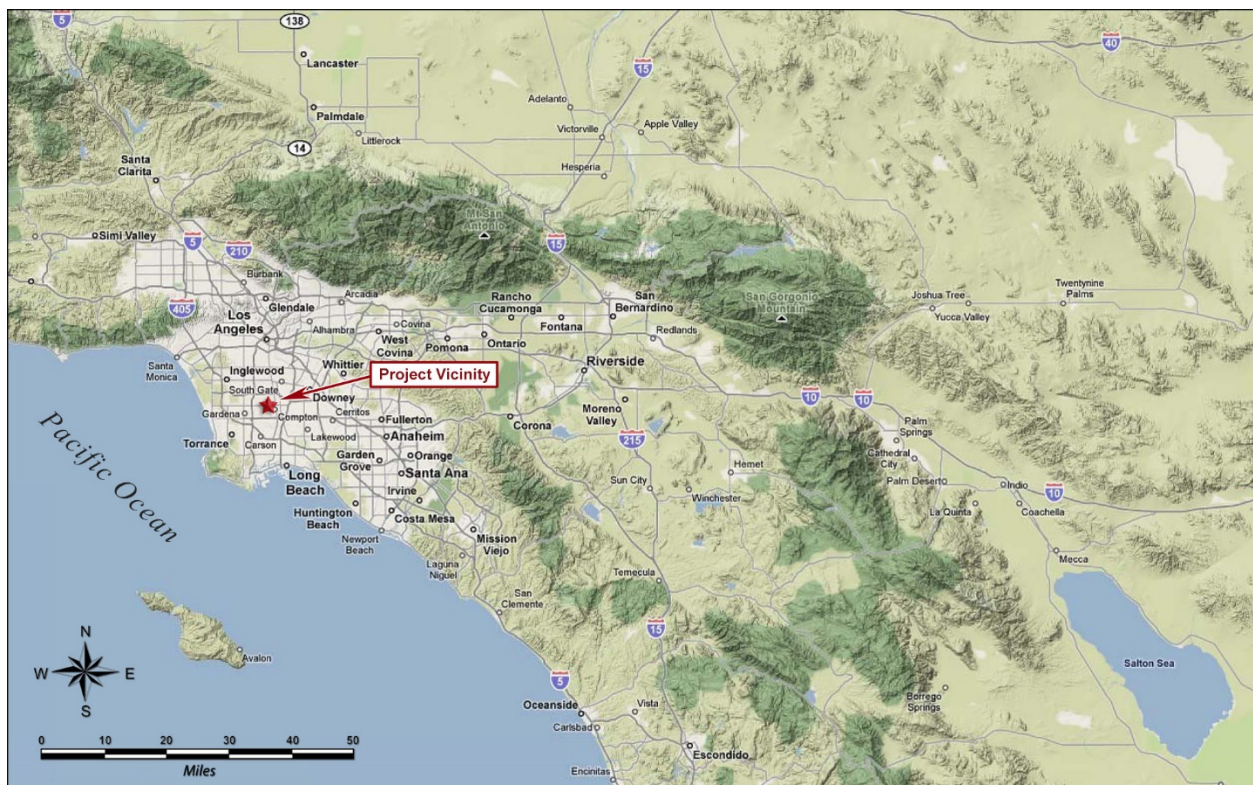 5
138
40
15
Lancaster
Adelanto
Palmdale
Victorville
Apple Valley
Littlerock
14
Hesperia
Santa
Clarita
Mt San
Antonio
Simi Valley
5
210
15
Burbank
Glendale
Arcadia
Rancho
Cucamonga
San
Bernardino
San Gorgonio
Mountain
Joshua Tree
Yucca Valley
Twentynine
Palms
405
Los
Angeles
Alhambra
Covina
West
Covina
Pomona
Ontario
Fontana
Redlands
Santa
Monica
Inglewood
Whittier
Riverside
Project Vicinity
South Gate
Downey
10
10
Gardena
Compton
Cerritos
Fullerton
Corona
Moreno
Valley
Palm
Springs
Torrance
Carson
Lakewood
Anaheim
215
Cathedral
City
Pacific Ocean
Garden
Grove
Orange
Santa Ana
Long
Beach
Hemet
Palm Desert
Indio
10
Sun City
Winchester
Irvine
Huntington
Beach
Costa Mesa
La Quinta
Coachella
Newport
Beach
Mission
Viejo
Laguna
Niguel
Mecca
Temecula
San
Clemente
15
Avalon
N
W
E
S
5
Salton Sea
Oceanside
Vista
Borrego
Springs
Carlsbad
Escondido
Encinitas
0 10 20 30 40 50
Miles